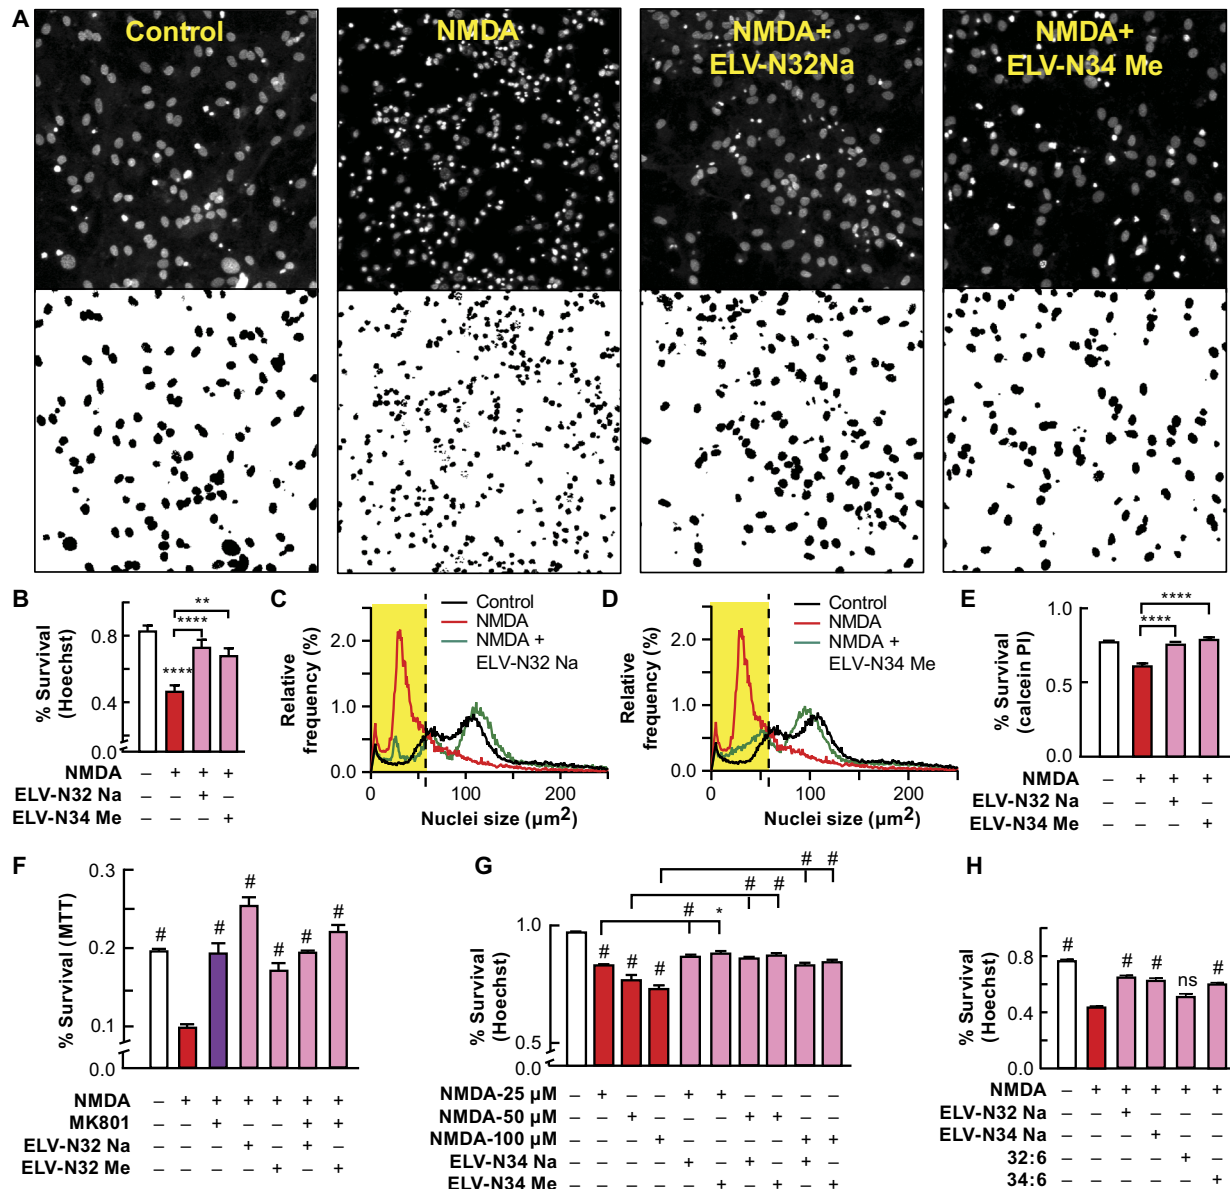 A
Control
NMDA
NMDA+
ELV-N32Na
NMDA+
ELV-N34 Me
B
% Survival
(Hoechst)
0.8
0.4
0.0
****
****
**
NMDA – + + +
ELV-N32 Na – – + –
ELV-N34 Me – – – +
C
Relative
frequency (%)
2.0
1.0
0.0
Control
NMDA
NMDA +
ELV-N32 Na
0 100 200
Nuclei size (µm2)
D
Relative
frequency (%)
2.0
1.0
0.0
Control
NMDA
NMDA +
ELV-N34 Me
0 100 200
Nuclei size (µm2)
E
% Survival
(calcein PI)
1.0
0.5
0.0
****
****
NMDA – + + +
ELV-N32 Na – – + –
ELV-N34 Me – – – +
F
% Survival (MTT)
0.3
0.2
0.1
0.0
# # # # # #
NMDA – + + + + + +
MK801 – – + – – + +
ELV-N32 Na – – – + – + –
ELV-N32 Me – – – – + – +
G
% Survival
(Hoechst)
1.0
0.5
# #
# #
# *
# # #
NMDA-25 µM – + – – + + – – – –
NMDA-50 µM – – + – – – + + – –
NMDA-100 µM – – – + – – – – + +
ELV-N34 Na – – – – + – + – + –
ELV-N34 Me – – – – – + – + – +
H
% Survival
(Hoechst)
0.8
0.4
0.0
# # # ns #
NMDA – + + + + +
ELV-N32 Na – – + – – –
ELV-N34 Na – – – + – –
32:6 – – – – + –
34:6 – – – – – +